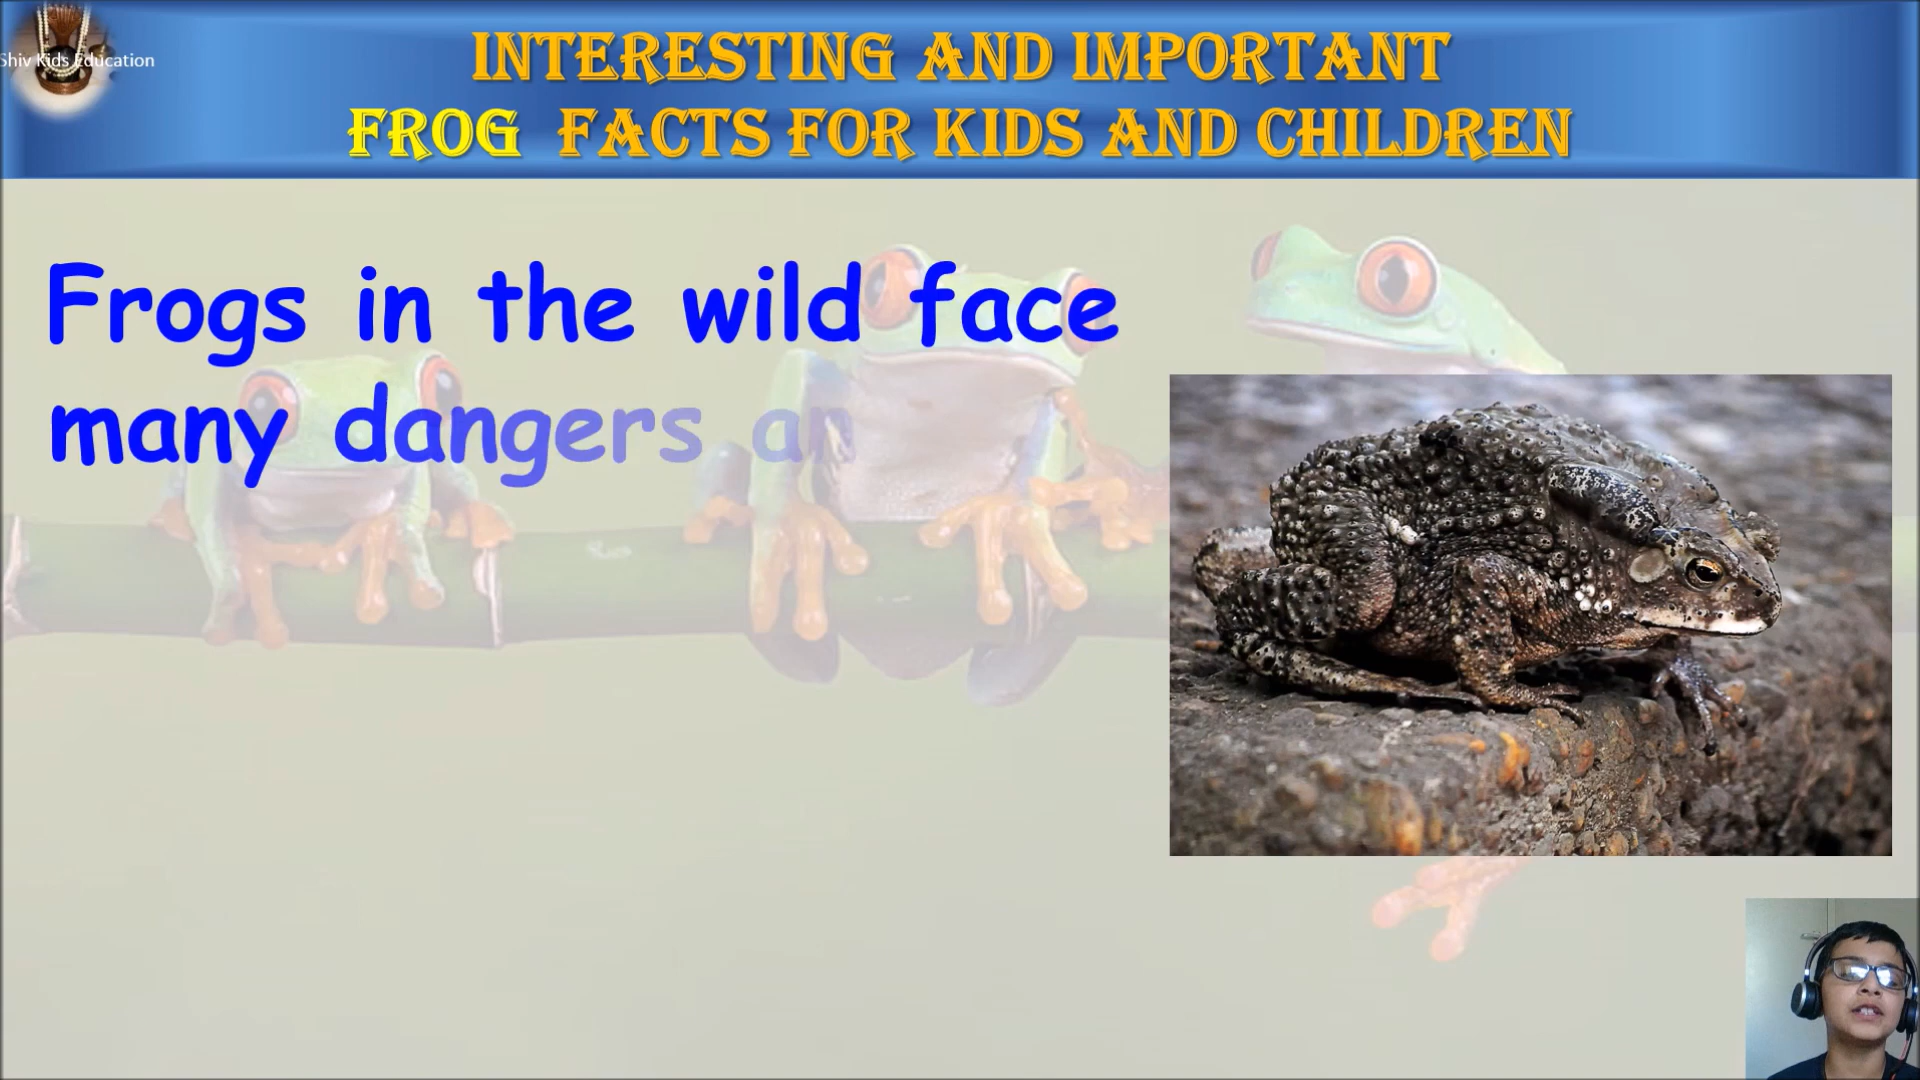 Shiv Kids Education
INTERESTING AND IMPORTANT
FROG FACTS FOR KIDS AND CHILDREN
Frogs in the wild face
many dangers an